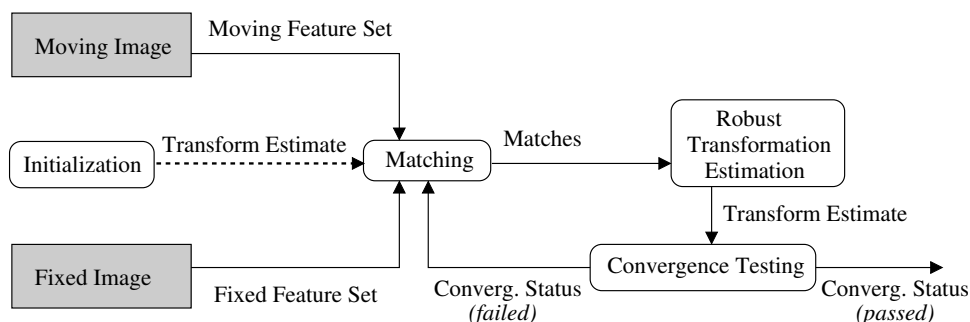 Moving Image
Moving Feature Set
Initialization
Transform Estimate
Matching
Matches
Robust
Transformation
Estimation
Transform Estimate
Fixed Image
Fixed Feature Set
Converg. Status
(failed)
Convergence Testing
Converg. Status
(passed)